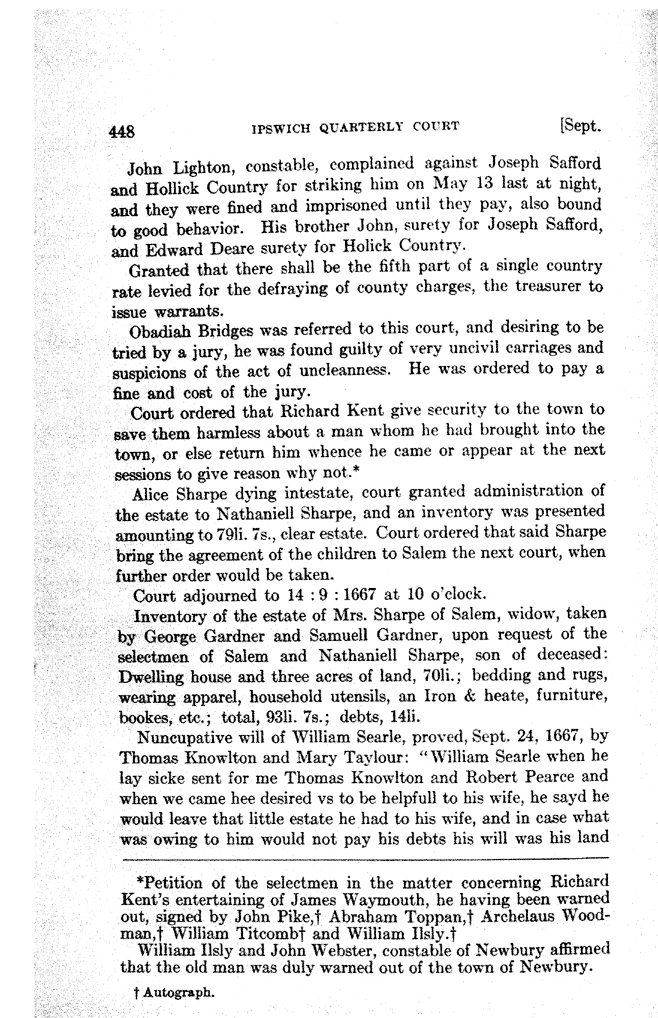 448 IPSWICH QUARTERLY COURT [Sept.
John Lighton, constable, complained against Joseph Safford
and Hollick Country for striking him on May 13 last at night,
and they were fined and imprisoned until they pay, also bound
to good behavior. His brother John, surety for Joseph Safford,
and Edward Deare surety for Holick Country.
Granted that there shall be the fifth part of a single country
rate levied for the defraying of county charges, the treasurer to
issue warrants.
Obadiah Bridges was referred to this court, and desiring to be
tried by a jury, he was found guilty of very uncivil carriages and
suspicions of the act of uncleanness. He was ordered to pay a
fine and cost of the jury.
Court ordered that Richard Kent give security to the town to
save them harmless about a man whom he had brought into the
town, or else return him whence he came or appear at the next
sessions to give reason why not.*
Alice Sharpe dying intestate, court granted administration of
the estate to Nathaniell Sharpe, and an inventory was presented
amounting to 79li. 7s., clear estate. Court ordered that said Sharpe
bring the agreement of the children to Salem the next court, when
further order would be taken.
Court adjourned to 14 : 9 : 1667 at 10 o'clock.
Inventory of the estate of Mrs. Sharpe of Salem, widow, taken
by George Gardner and Samuell Gardner, upon request of the
selectmen of Salem and Nathaniell Sharpe, son of deceased:
Dwelling house and three acres of land, 70li.; bedding and rugs,
wearing apparel, household utensils, an Iron & heate, furniture,
bookes, etc.; total, 93li. 7s.; debts, 14li.
Nuncupative will of William Searle, proved, Sept. 24, 1667, by
Thomas Knowlton and Mary Taylour: "William Searle when he
lay sicke sent for me Thomas Knowlton and Robert Pearce and
when we came hee desired vs to be helpfull to his wife, he sayd he
would leave that little estate he had to his wife, and in case what
was owing to him would not pay his debts his will was his land
*Petition of the selectmen in the matter concerning Richard
Kent's entertaining of James Waymouth, he having been warned
out, signed by John Pike,† Abraham Toppan,† Archelaus Wood-
man,† William Titcomb† and William Ilsly.†
William Ilsly and John Webster, constable of Newbury affirmed
that the old man was duly warned out of the town of Newbury.
† Autograph.